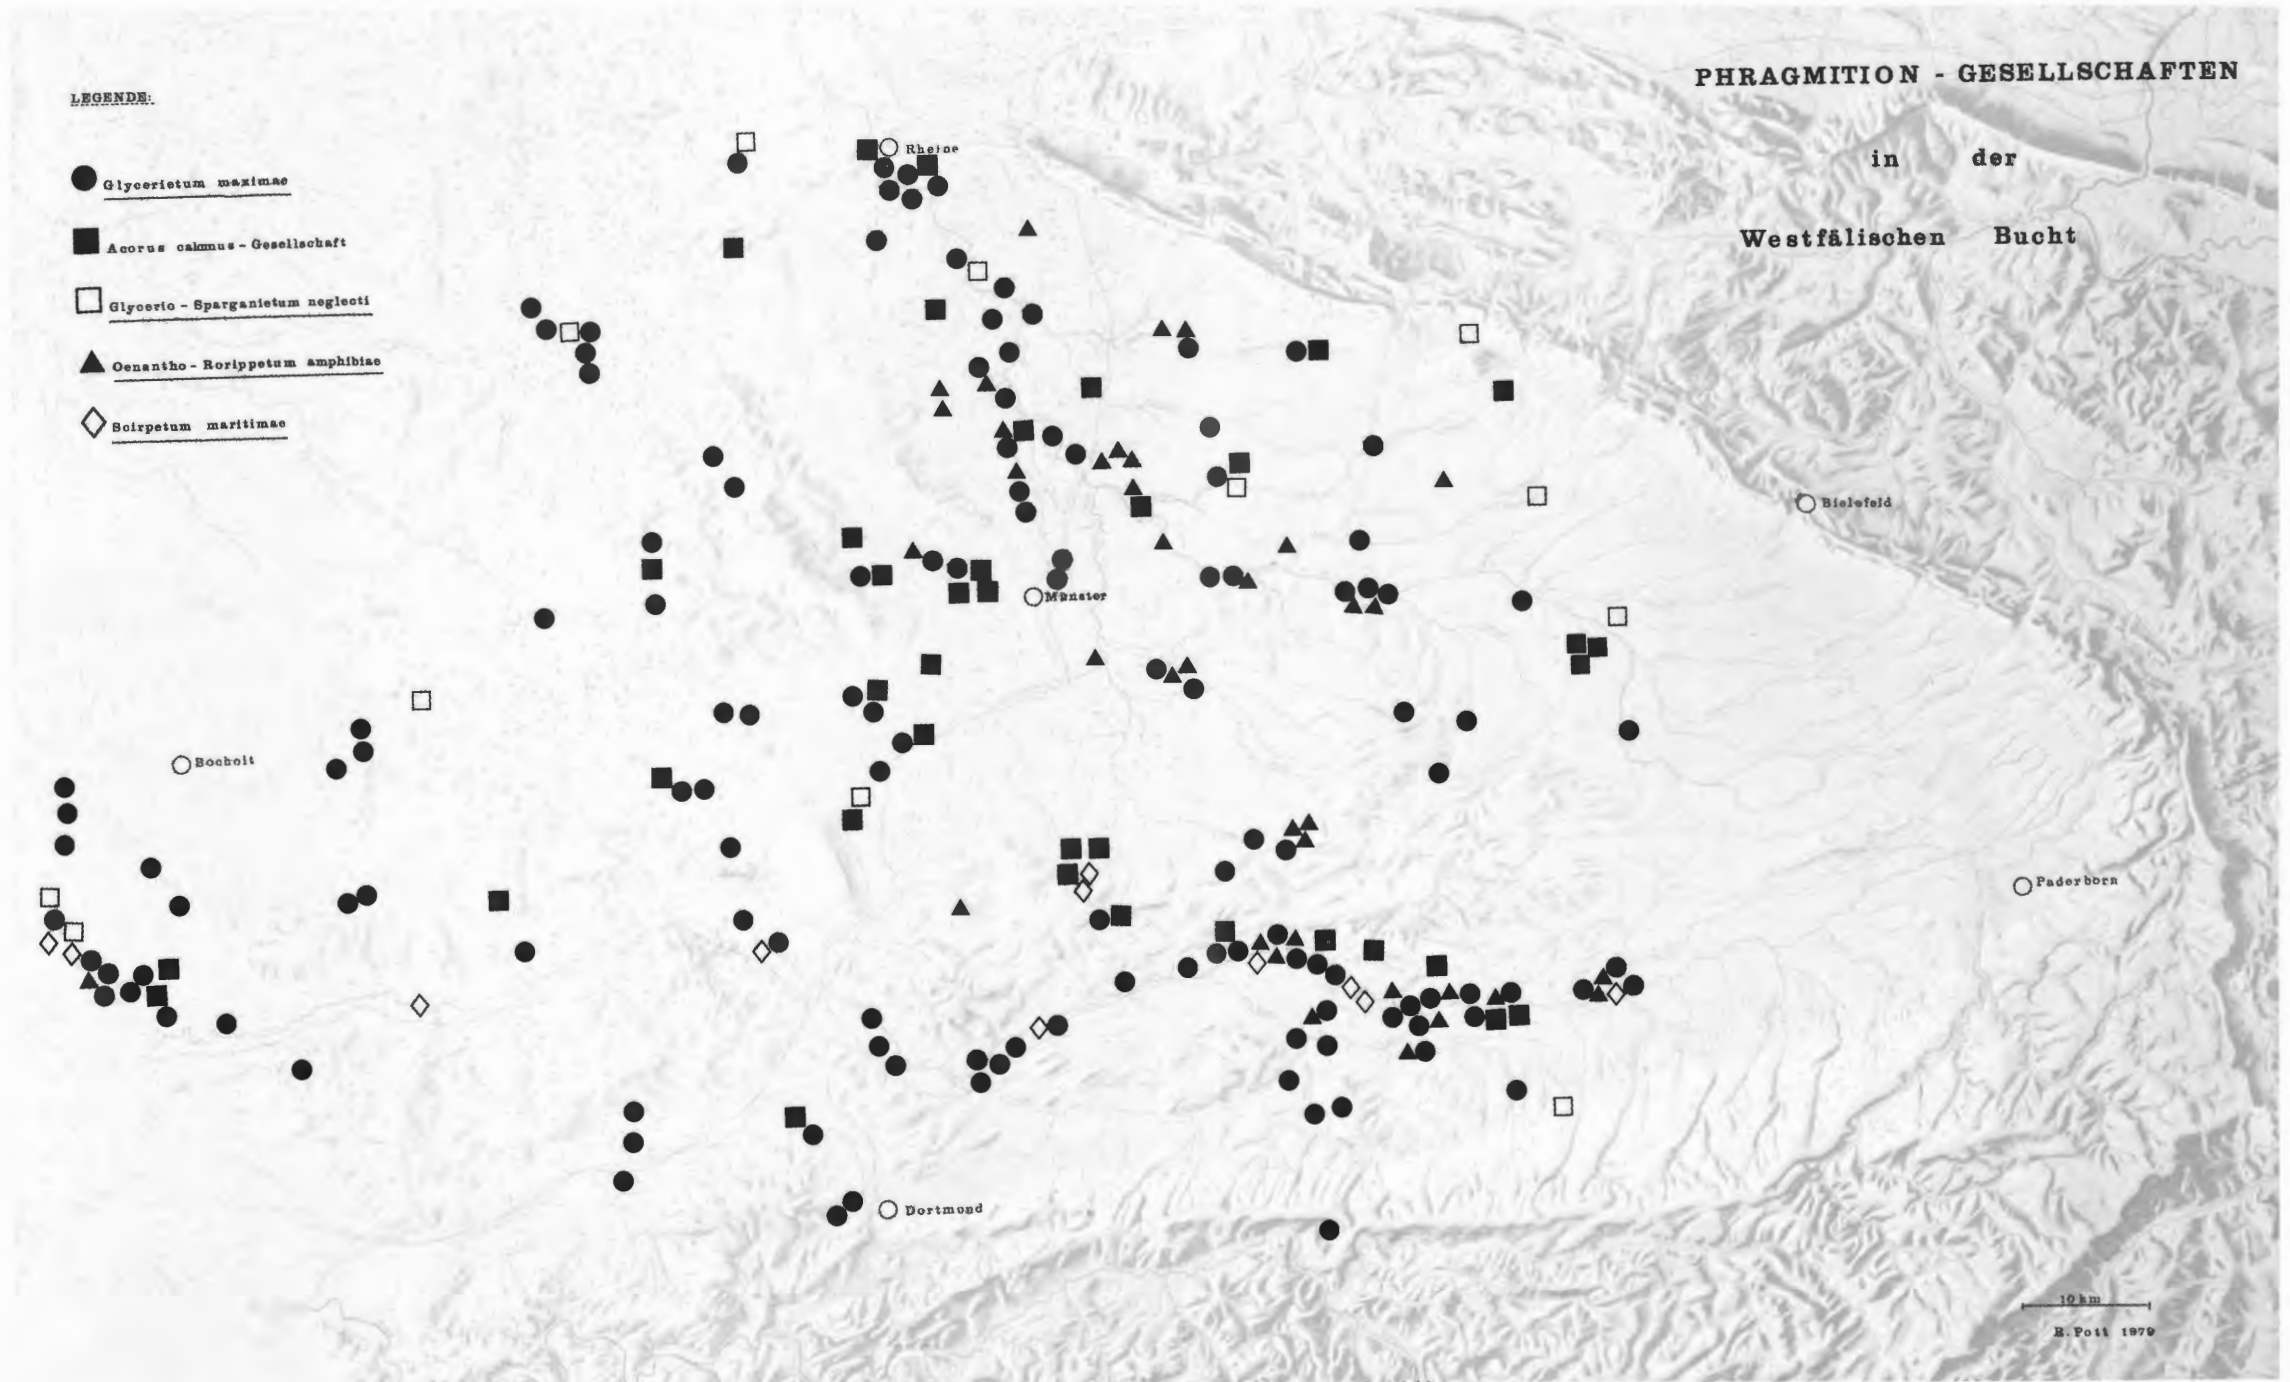 PHRAGMITION - GESELLSCHAFTEN
in der
Westfälischen Bucht
LEGENDE:
Glycerietum maximae
Acorus calamus - Gesellschaft
Glycerio - Sparganietum neglecti
Oenantho - Rorippetum amphibiae
Scirpetum maritimae
Rheine
Bielefeld
Münster
Bocholt
Paderborn
Dortmund
10 km
R. Pott 1979